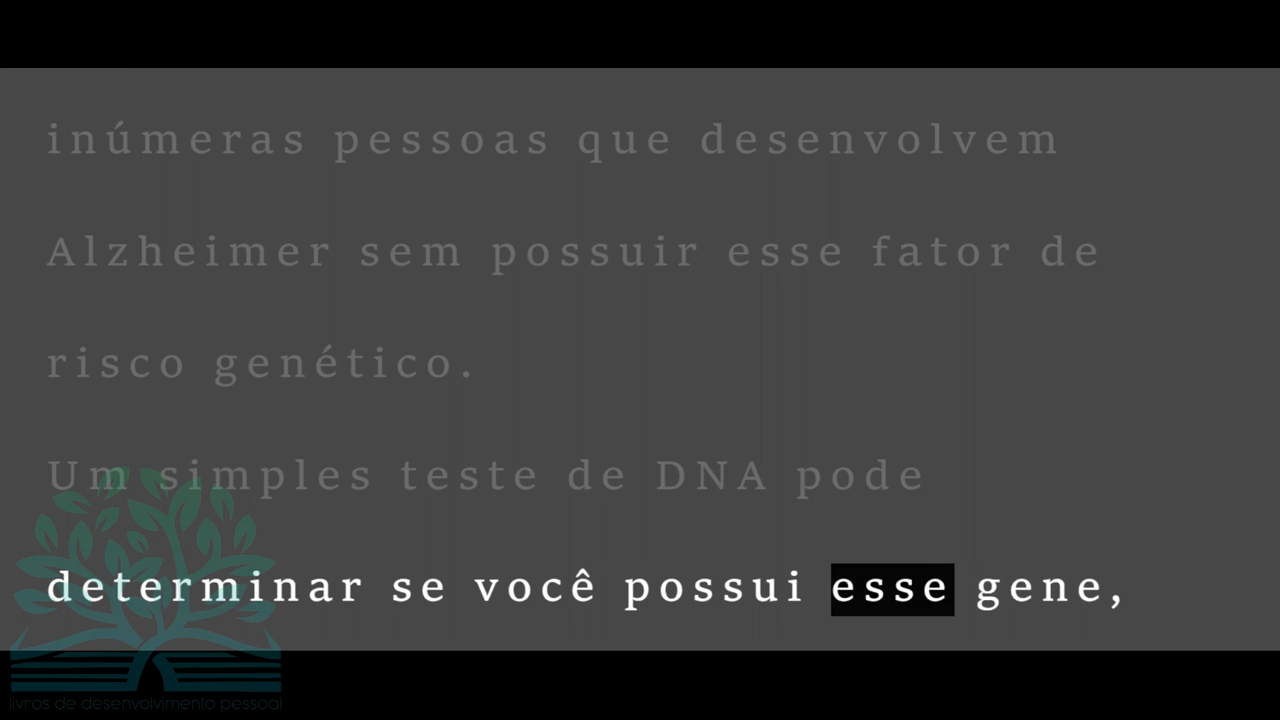 inúmeras pessoas que desenvolvem
Alzheimer sem possuir esse fator de
risco genético.
Um simples teste de DNA pode
determinar se você possui esse gene,
livros de desenvolvimento pessoal